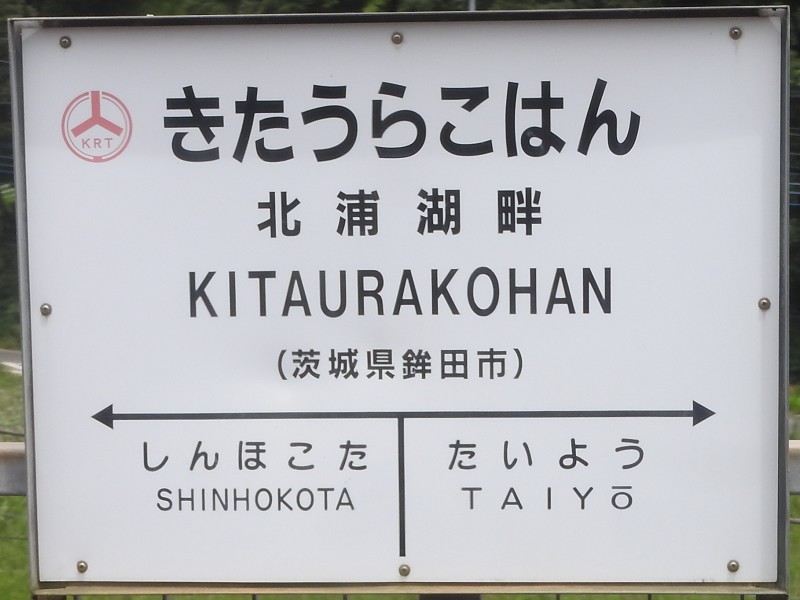 KRT
きたうらこはん
北浦湖畔
KITAURAKOHAN
(茨城県鉾田市)
しんほこた たいよう
SHINHOKOTA TAIYō